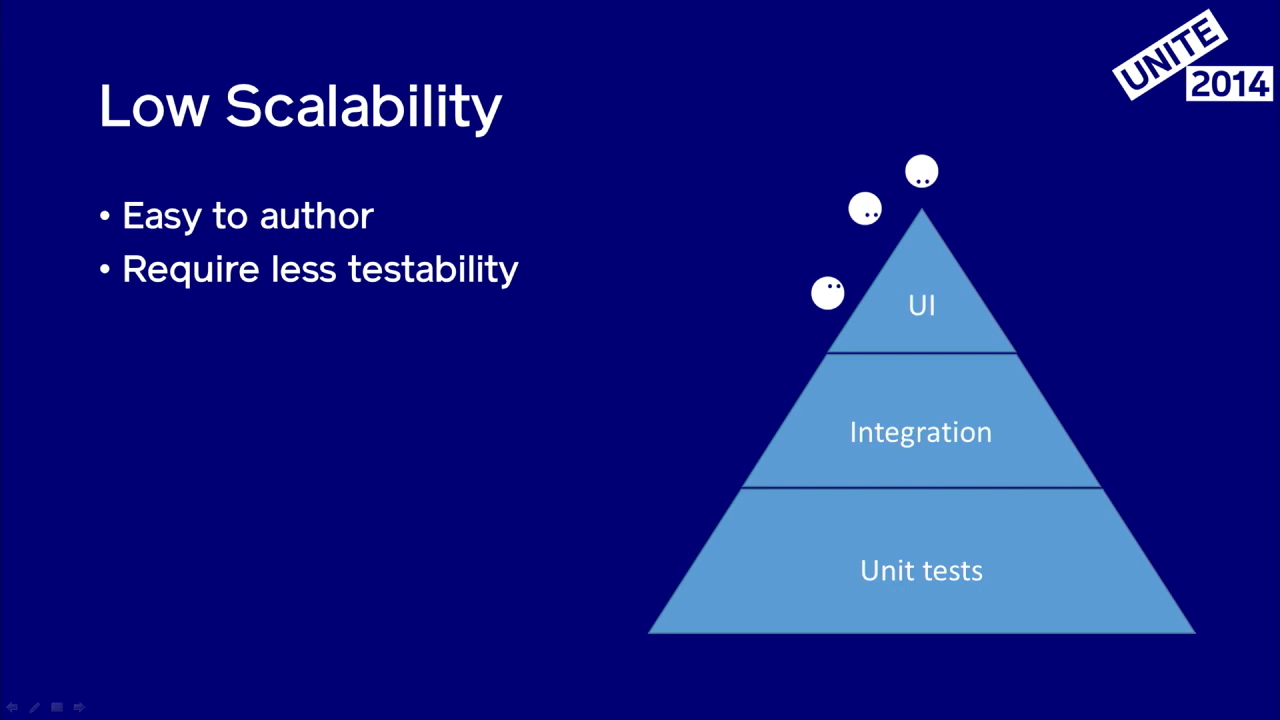 UNITE
2014
Low Scalability
• Easy to author
• Require less testability
UI
Integration
Unit tests